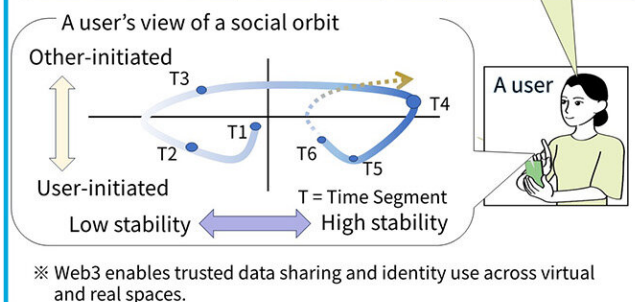 A user's view of a social orbit
Other-initiated
T3
A user
T4
T1
T2
T6
T5
User-initiated
T = Time Segment
Low stability
High stability
※ Web3 enables trusted data sharing and identity use across virtual
and real spaces.